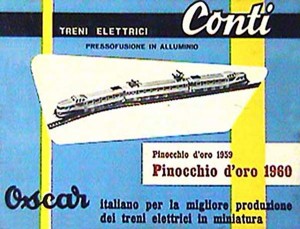 Conti
TRENI ELETTRICI
PRESSOFUSIONE IN ALLUMINIO
Pinocchio d'oro 1959
Pinocchio d'oro 1960
Oscar italiano per la migliore produzione
dei treni elettrici in miniatura